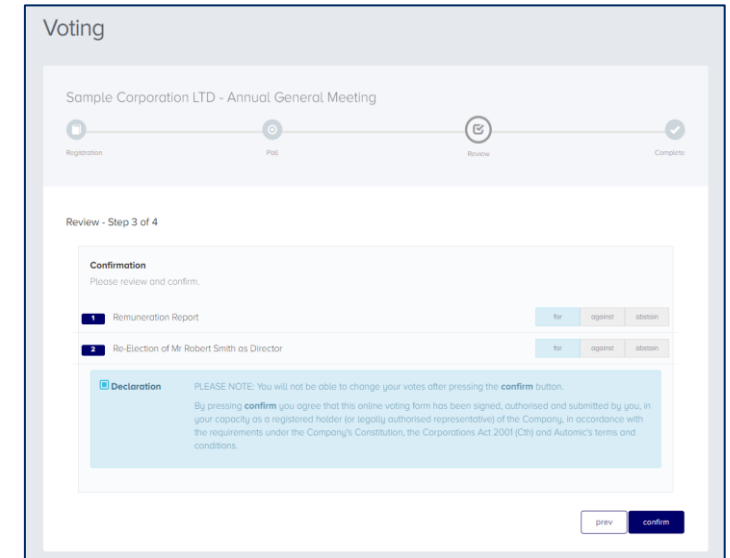 Voting
Sample Corporation LTD - Annual General Meeting
Registration
Poll
Review
Complete
Review - Step 3 of 4
Confirmation
Please review and confirm.
1 Remuneration Report for against abstain
2 Re-Election of Mr Robert Smith as Director for against abstain
Declaration PLEASE NOTE: You will not be able to change your votes after pressing the confirm button.
By pressing confirm you agree that this online voting form has been signed, authorised and submitted by you, in
your capacity as a registered holder (or legally authorised representative) of the Company, in accordance with
the requirements under the Company's Constitution, the Corporations Act 2001 (Cth) and Automic's terms and
conditions.
prev confirm